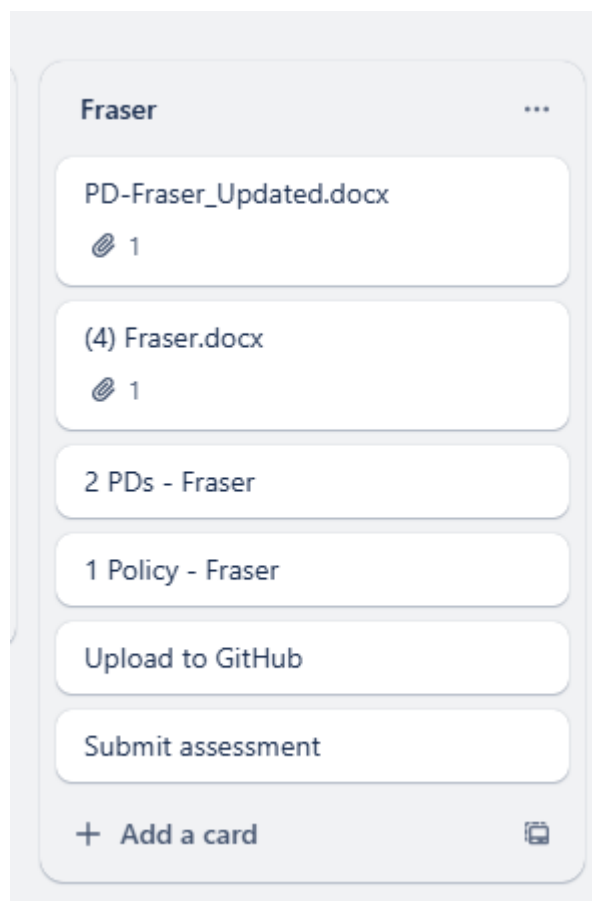 Fraser
PD-Fraser_Updated.docx
1
(4) Fraser.docx
1
2 PDs - Fraser
1 Policy - Fraser
Upload to GitHub
Submit assessment
+ Add a card